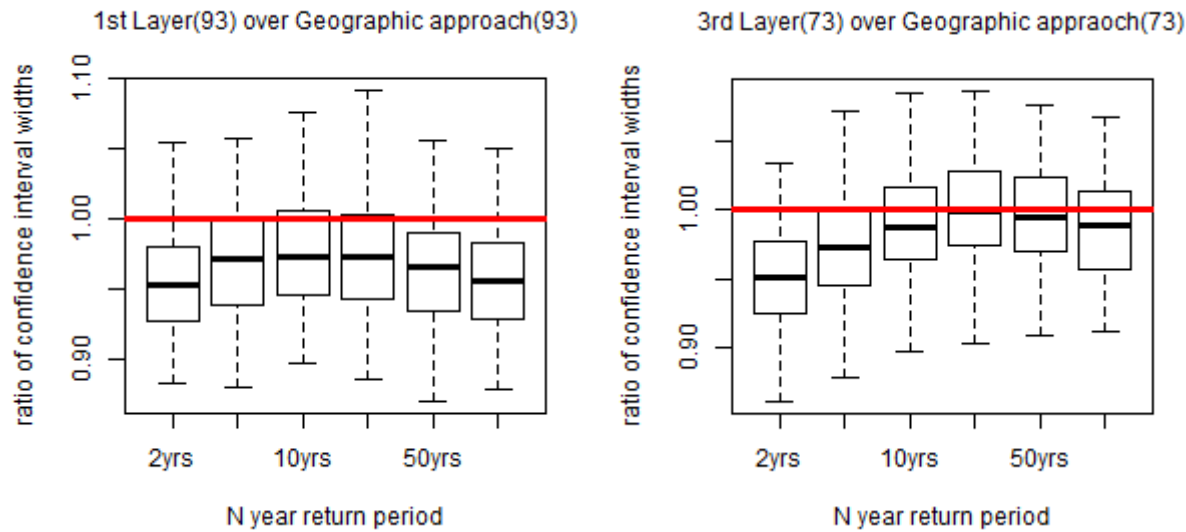 1st Layer(93) over Geographic approach(93)
ratio of confidence interval widths
1.10
1.00
0.90
2yrs 10yrs 50yrs
N year return period
3rd Layer(73) over Geographic appraoch(73)
ratio of confidence interval widths
1.00
0.90
2yrs 10yrs 50yrs
N year return period